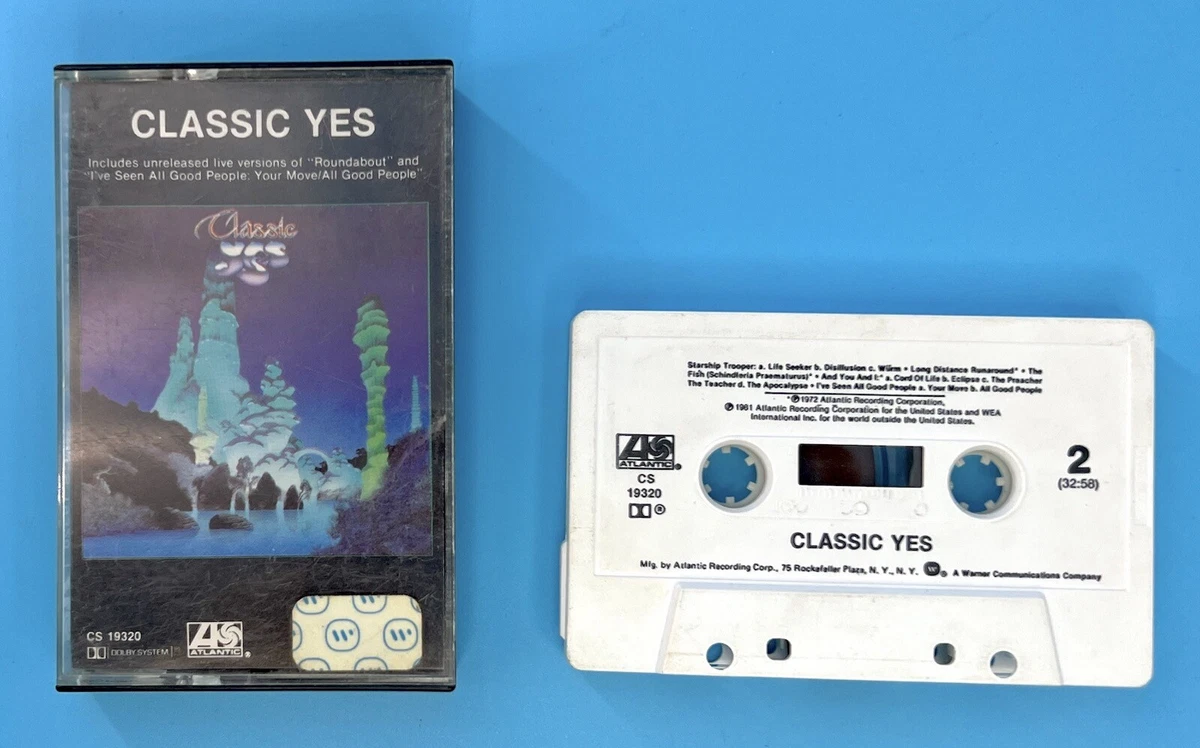 CLASSIC YES
Includes unreleased live versions of "Roundabout" and
"I've Seen All Good People: Your Move/All Good People"
Classic
YES
CS 19320
DOLBY SYSTEM
ATLANTIC®
W W W
W W W
Starship Trooper: a. Life Seeker b. Disillusion c. Würm • Long Distance Runaround* • The
Fish (Schindleria Praematurus)* • And You And I:* a. Cord Of Life b. Eclipse c. The Preacher
The Teacher d. The Apocalypse • I've Seen All Good People a. Your Move b. All Good People
*℗1972 Atlantic Recording Corporation,
℗ 1981 Atlantic Recording Corporation for the United States and WEA
International Inc. for the world outside the United States.
ATLANTIC®
CS
19320
®
2
(32:58)
CLASSIC YES
Mfg. by Atlantic Recording Corp., 75 Rockefeller Plaza, N. Y., N. Y. W® A Warner Communications Company